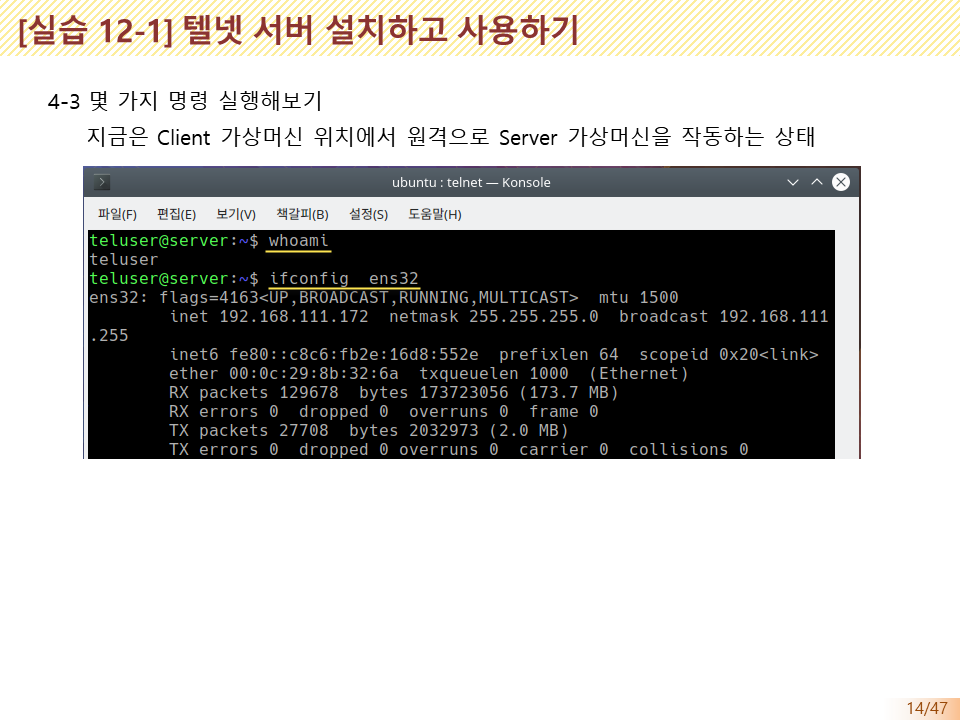 [실습 12-1] 텔넷 서버 설치하고 사용하기
4-3 몇 가지 명령 실행해보기
지금은 Client 가상머신 위치에서 원격으로 Server 가상머신을 작동하는 상태
ubuntu : telnet — Konsole
파일(F) 편집(E) 보기(V) 책갈피(B) 설정(S) 도움말(H)
teluser@server:~$ whoami
teluser
teluser@server:~$ ifconfig  ens32
ens32: flags=4163<UP,BROADCAST,RUNNING,MULTICAST>  mtu 1500
        inet 192.168.111.172  netmask 255.255.255.0  broadcast 192.168.111
.255
        inet6 fe80::c8c6:fb2e:16d8:552e  prefixlen 64  scopeid 0x20<link>
        ether 00:0c:29:8b:32:6a  txqueuelen 1000  (Ethernet)
        RX packets 129678  bytes 173723056 (173.7 MB)
        RX errors 0  dropped 0  overruns 0  frame 0
        TX packets 27708  bytes 2032973 (2.0 MB)
        TX errors 0  dropped 0 overruns 0  carrier 0  collisions 0
14/47